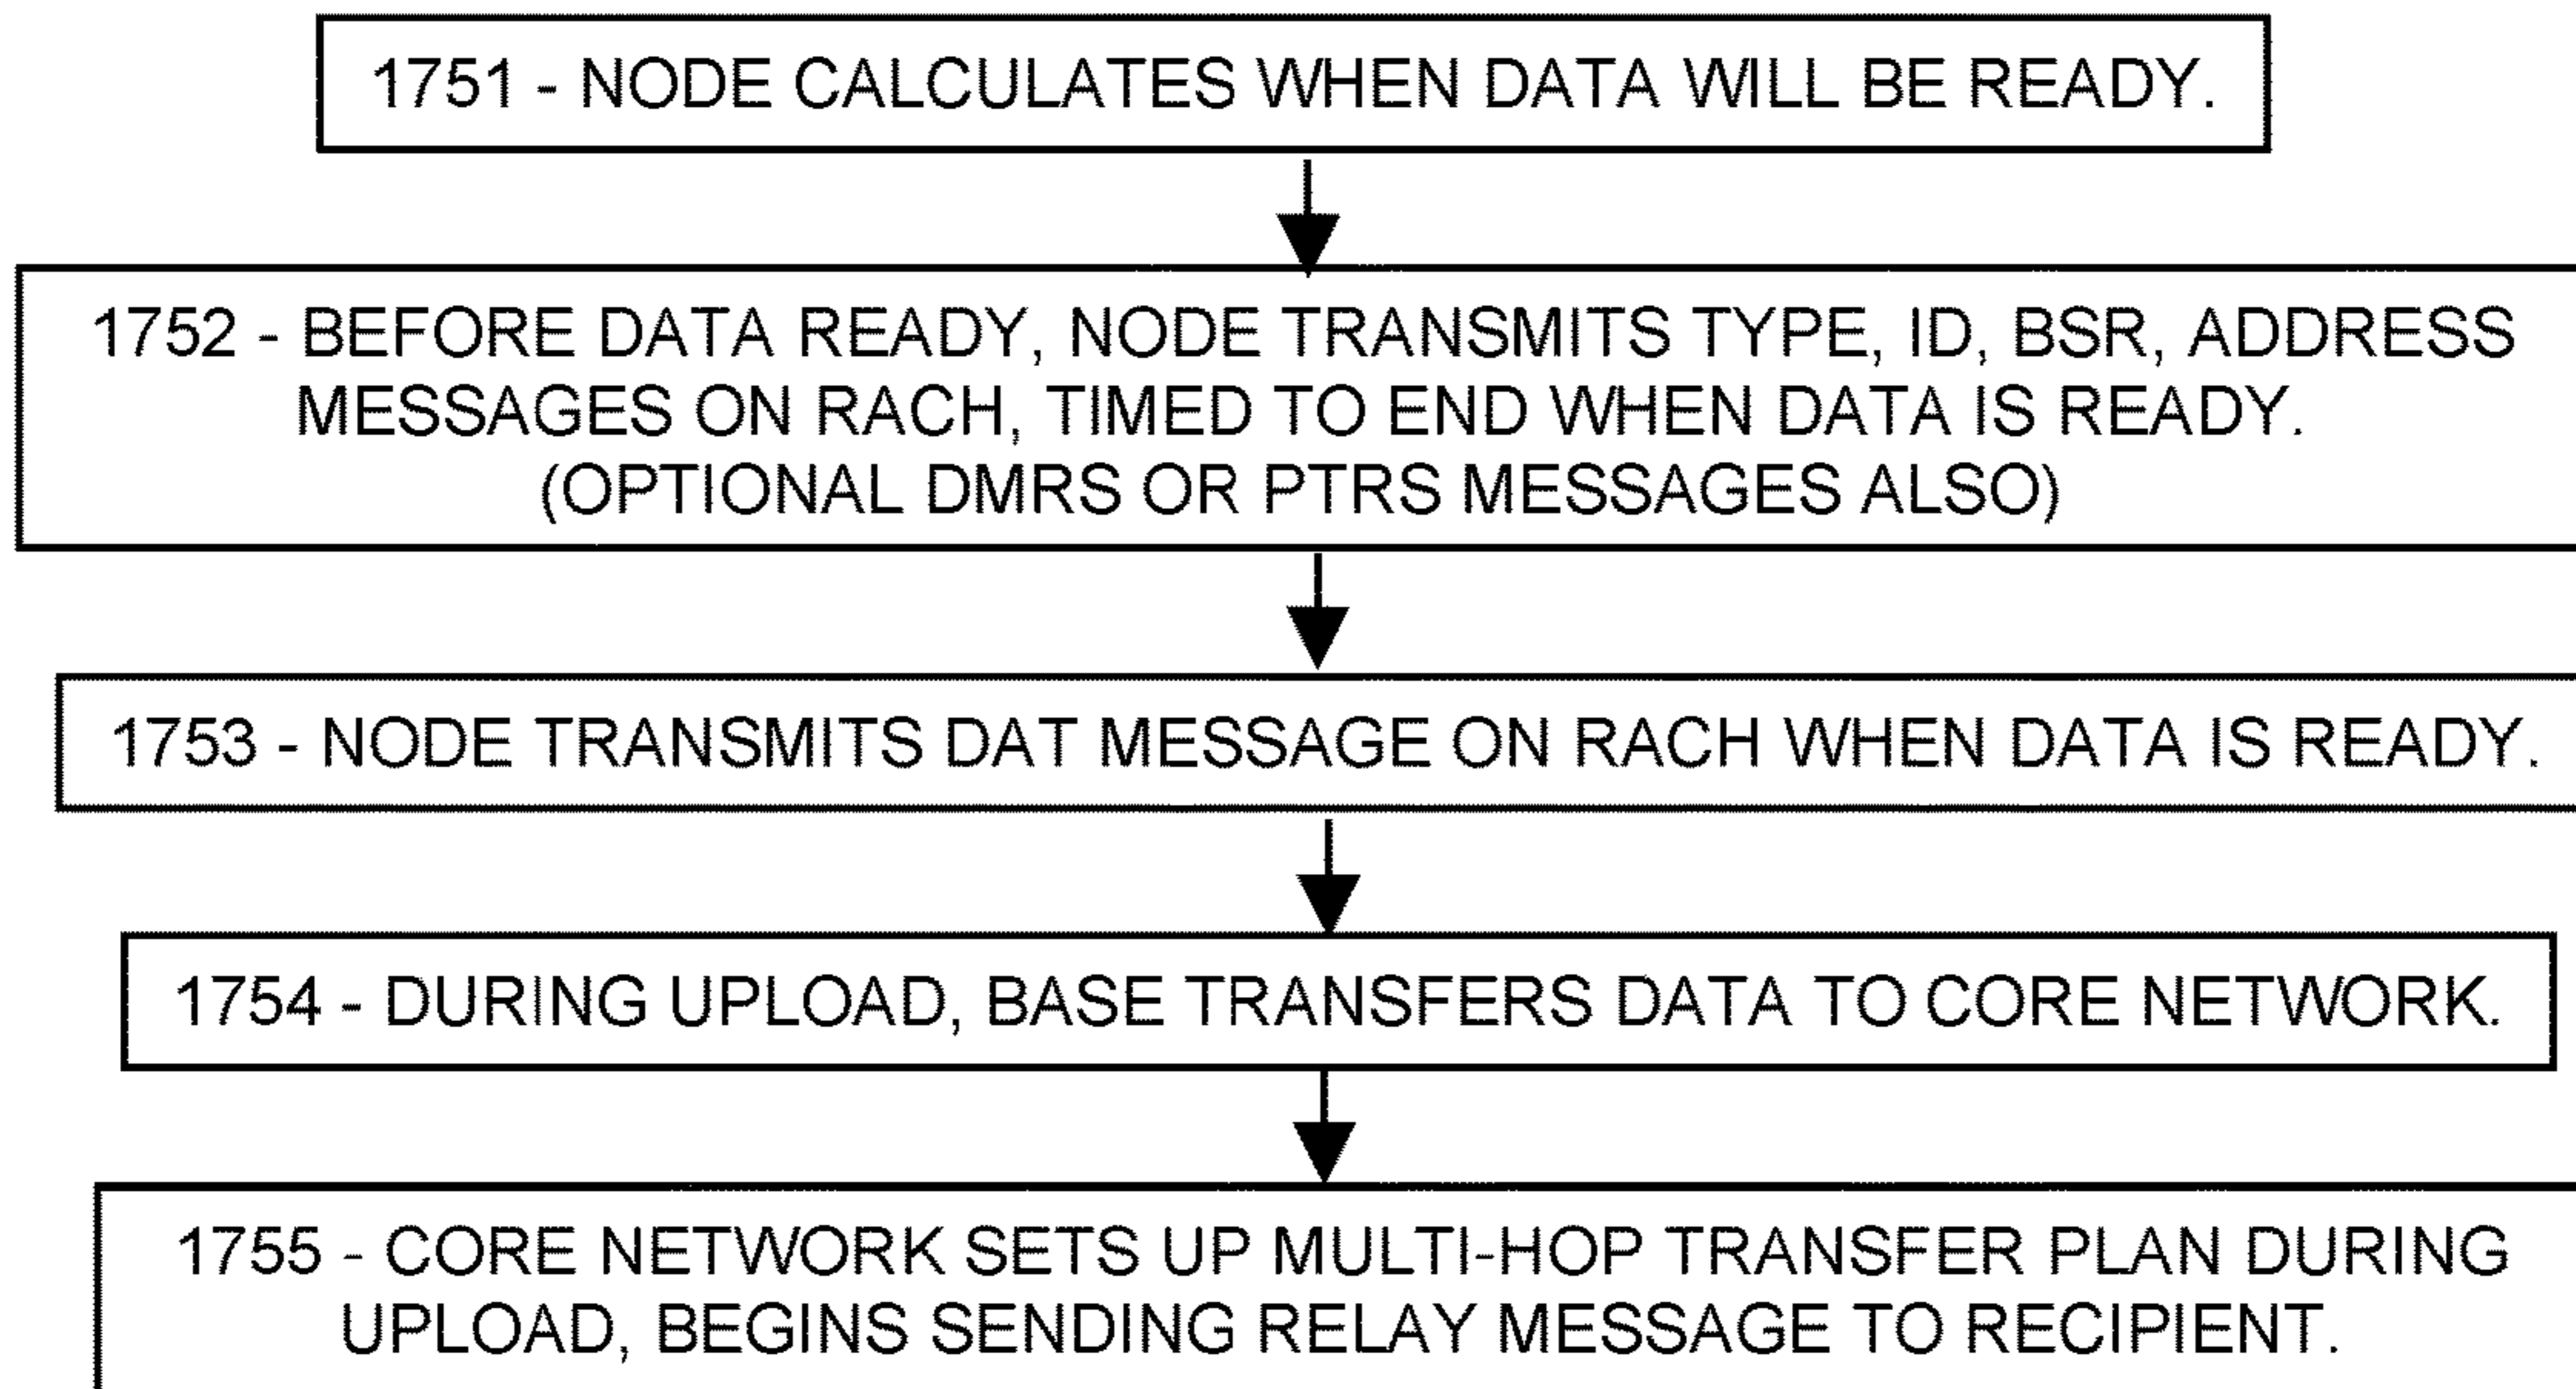 1751 - NODE CALCULATES WHEN DATA WILL BE READY.
1752 - BEFORE DATA READY, NODE TRANSMITS TYPE, ID, BSR, ADDRESS
MESSAGES ON RACH, TIMED TO END WHEN DATA IS READY.
(OPTIONAL DMRS OR PTRS MESSAGES ALSO)
1753 - NODE TRANSMITS DAT MESSAGE ON RACH WHEN DATA IS READY.
1754 - DURING UPLOAD, BASE TRANSFERS DATA TO CORE NETWORK.
1755 - CORE NETWORK SETS UP MULTI-HOP TRANSFER PLAN DURING
UPLOAD, BEGINS SENDING RELAY MESSAGE TO RECIPIENT.